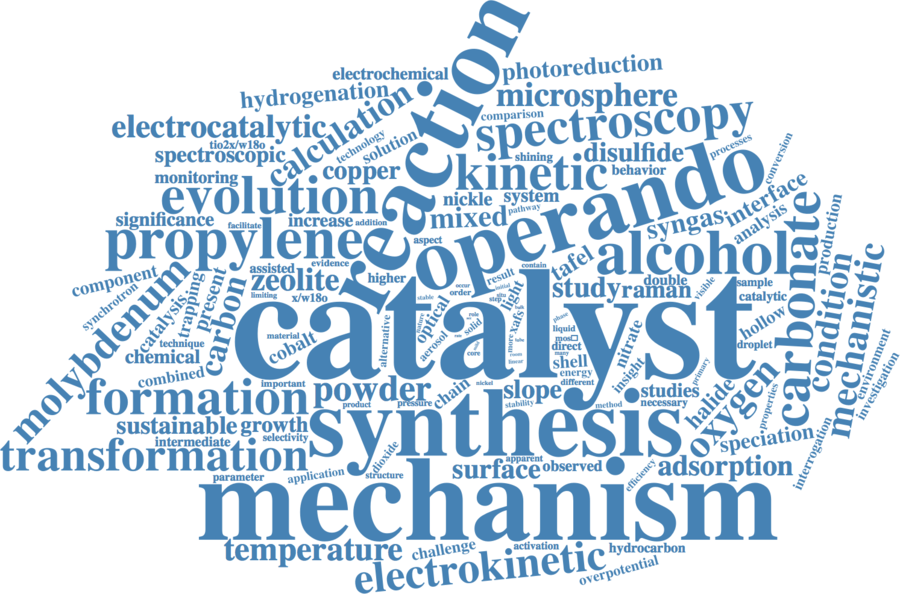 electrochemical
photoreduction
hydrogenation
reaction
calculation
microsphere
comparison
electrocatalytic
spectroscopy
technology
solution
tio2x/w18o
spectroscopic
shining
disulfide
processes
conversion
monitoring
copper
kinetic
behavior
evolution
nickle
system
operando
interface
significance
facilitate
increase
addition
mixed
pathway
syngas
analysis
propylene
aspect
alcohol
carbonate
production
component
evidence
assisted
higher
tafel
synchrotron
molybdenum
catalysis
trapping
present
carbon
zeolite
limiting
x/w18o
contain
result
occur
order
initial
step
light
study
raman
double
visible
sample
catalytic
condition
mechanistic
catalyst
stable
optical
xafs
phase
liquid
hollow
technique
material
cobalt
alternative
aerosol
role
solid
core
direct
many
nitrate
droplet
chemical
combined
shell
energy
different
insight
primary
environment
investigation
formation
important
powder
chain
nickel
slope
studies
necessary
halide
oxygen
properties
product
pressure
stability
method
sustainable
growth
synthesis
speciation
interrogation
intermediate
selectivity
transformation
dioxide
apparent
surface
observed
efficiency
adsorption
parameter
application
structure
mechanism
temperature
challenge
activation
hydrocarbon
electrokinetic
overpotential